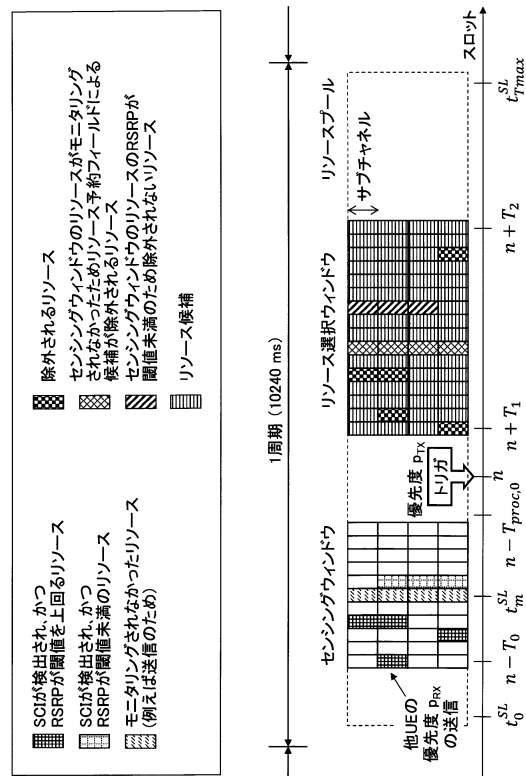 SCIが検出され、かつ
RSRPが閾値を上回るリソース
SCIが検出され、かつ
RSRPが閾値未満のリソース
モニタリングされなかったリソース
(例えば送信のため)
除外されるリソース
センシングウィンドウのリソースがモニタリング
されなかったためリソース予約フィールドによる
候補が除外されるリソース
センシングウィンドウのリソースのRSRPが
閾値未満のため除外されないリソース
リソース候補
1周期 (10240 ms)
センシングウィンドウ
リソース選択ウィンドウ
リソースプール
サブチャネル
優先度 pTX
トリガ
他UEの
優先度 pRX
の送信
スロット
t_0^{SL}
n − T_0
t_m^{SL}
n − T_{proc,0}
n
n + T_1
n + T_2
t_{Tmax}^{SL}